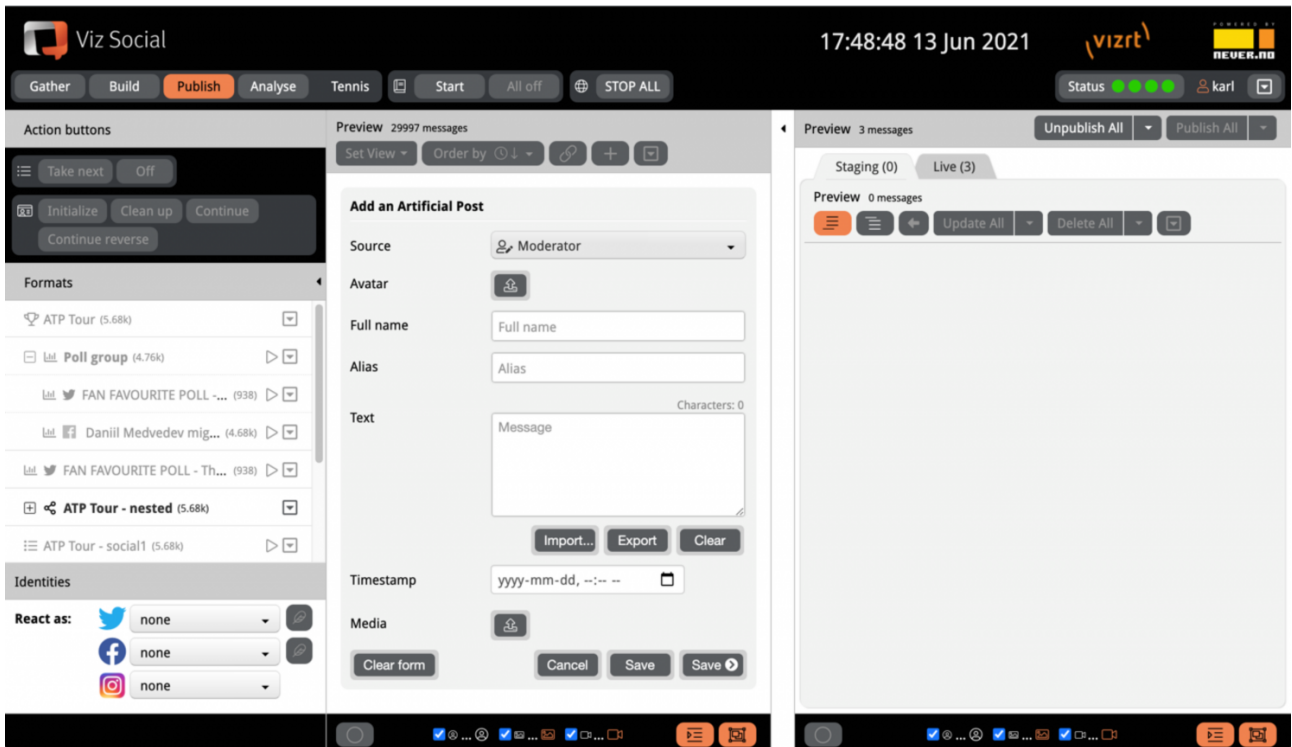 Viz Social
17:48:48 13 Jun 2021
vizrt
POWERED BY
never.no
Gather Build Publish Analyse Tennis Start All off STOP ALL
Status karl
Action buttons
Take next Off
Initialize Clean up Continue
Continue reverse
Formats
ATP Tour (5.68k)
Poll group (4.76k)
FAN FAVOURITE POLL -... (938)
Daniil Medvedev mig... (4.68k)
FAN FAVOURITE POLL - Th... (938)
ATP Tour - nested (5.68k)
ATP Tour - social1 (5.68k)
Identities
React as: none
none
none
Preview 29997 messages
Set View Order by
Add an Artificial Post
Source Moderator
Avatar
Full name Full name
Alias Alias
Characters: 0
Text Message
Import... Export Clear
Timestamp yyyy-mm-dd, --:-- --
Media
Clear form Cancel Save Save
Preview 3 messages Unpublish All Publish All
Staging (0) Live (3)
Preview 0 messages
Update All Delete All
... ... ...
... ... ...